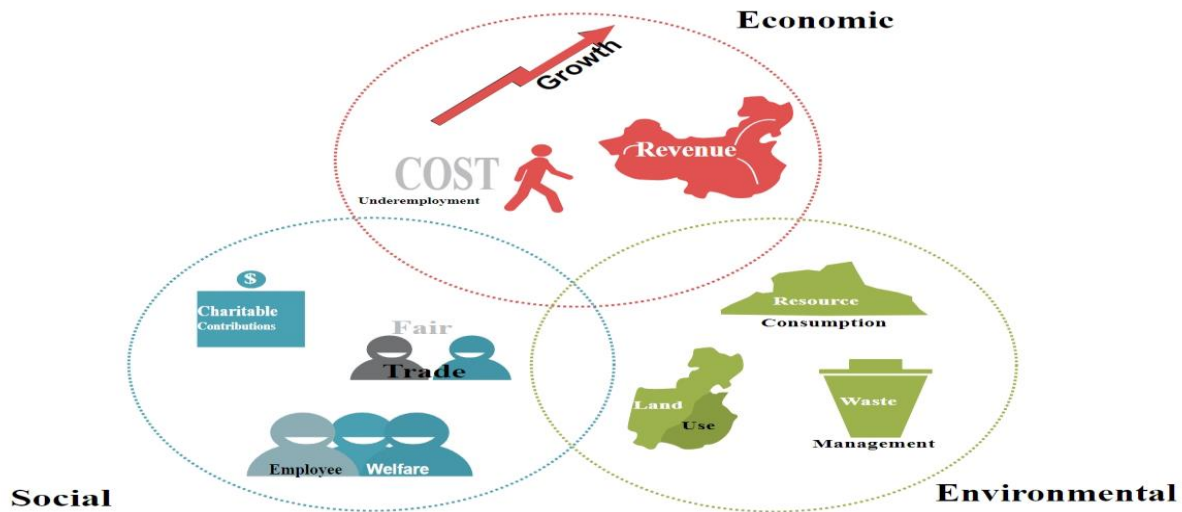 Economic
Growth
Revenue
COST
Underemployment
$
Charitable
Contributions
Fair
Trade
Employee Welfare
Social
Resource
Consumption
Land
Use
Waste
Management
Environmental